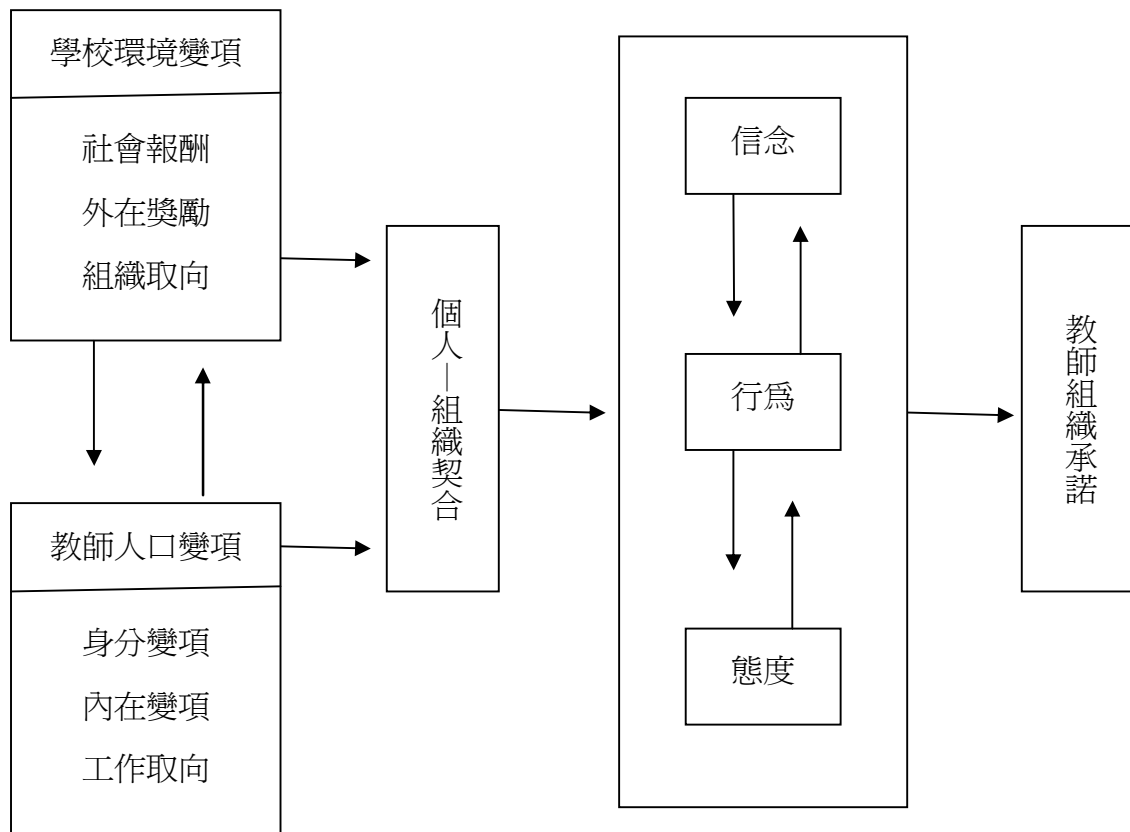 學校環境變項
社會報酬
外在獎勵
組織取向
教師人口變項
身分變項
內在變項
工作取向
個人－組織契合
信念
行為
態度
教師組織承諾